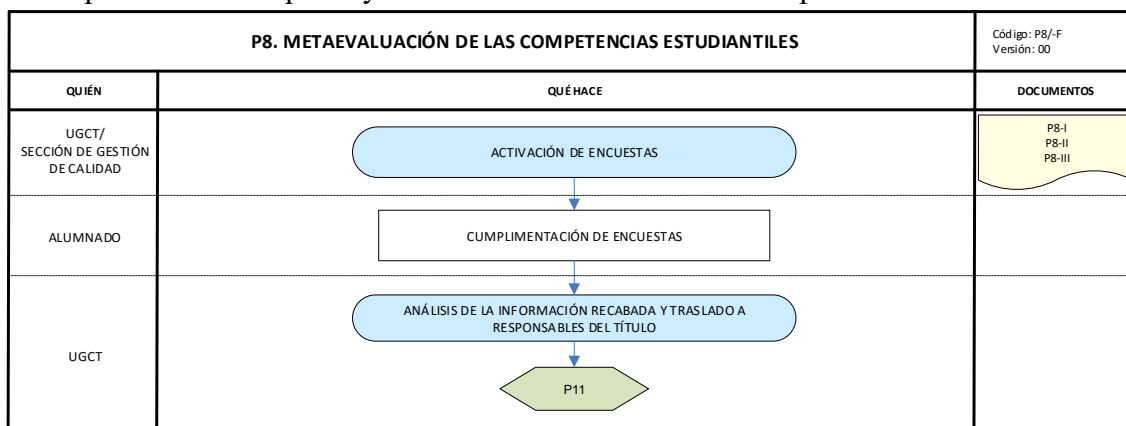 P8. METAEVALUACIÓN DE LAS COMPETENCIAS ESTUDIANTILES
Código: P8/-F
Versión: 00
QUIÉN
QUÉ HACE
DOCUMENTOS
UGCT/
SECCIÓN DE GESTIÓN
DE CALIDAD
ACTIVACIÓN DE ENCUESTAS
P8-I
P8-II
P8-III
ALUMNADO
CUMPLIMENTACIÓN DE ENCUESTAS
UGCT
ANÁLISIS DE LA INFORMACIÓN RECABADA Y TRASLADO A
RESPONSABLES DEL TÍTULO
P11